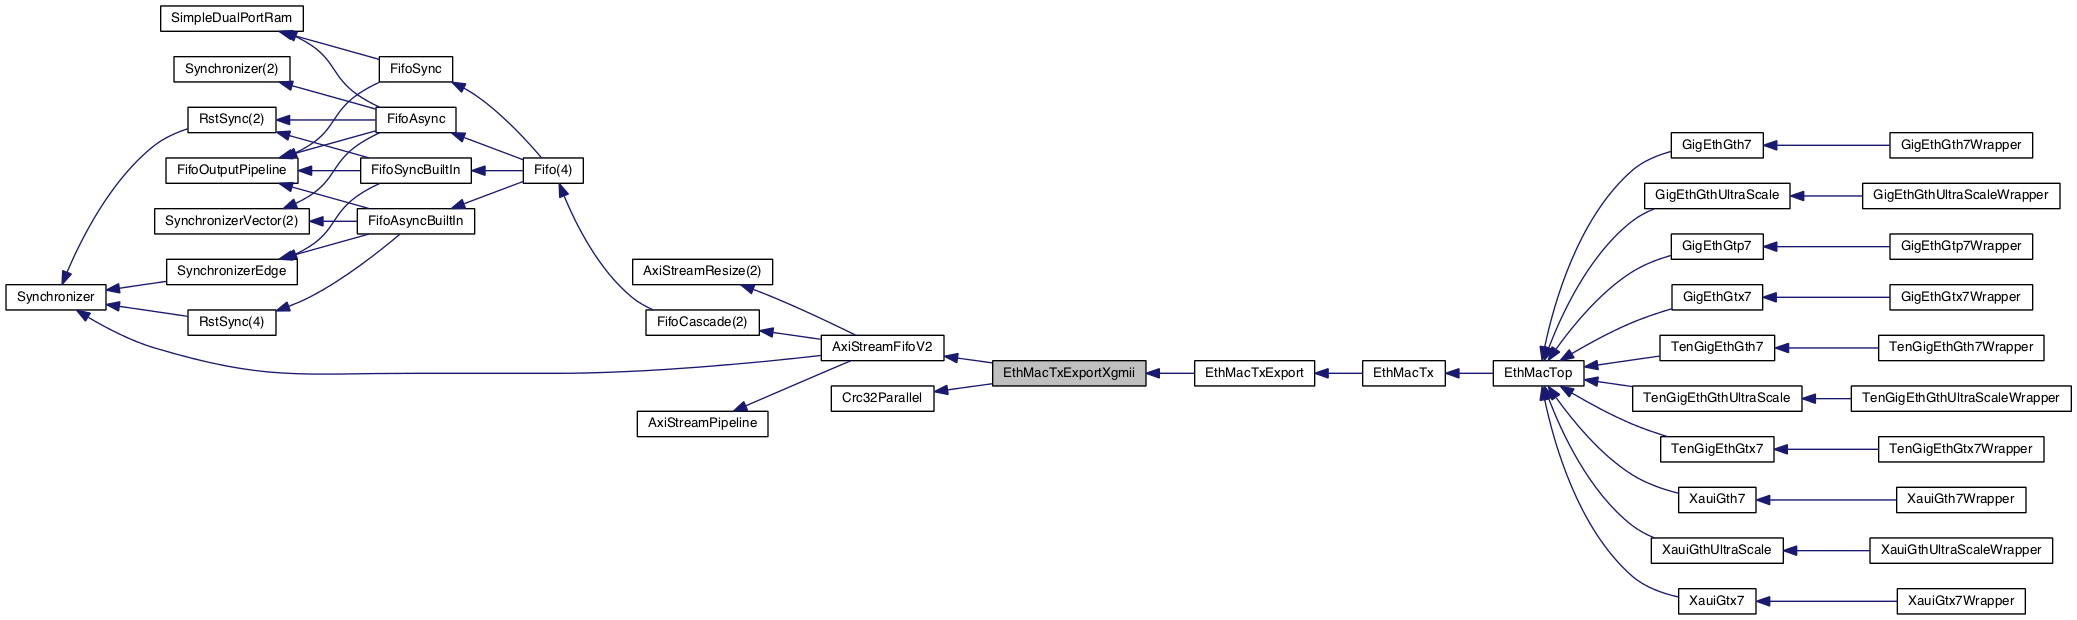 SimpleDualPortRam
Synchronizer(2)
RstSync(2)
FifoOutputPipeline
SynchronizerVector(2)
SynchronizerEdge
Synchronizer
RstSync(4)
FifoSync
FifoAsync
FifoSyncBuiltIn
FifoAsyncBuiltIn
Fifo(4)
AxiStreamResize(2)
FifoCascade(2)
AxiStreamPipeline
AxiStreamFifoV2
Crc32Parallel
EthMacTxExportXgmii
EthMacTxExport
EthMacTx
EthMacTop
GigEthGth7
GigEthGth7Wrapper
GigEthGthUltraScale
GigEthGthUltraScaleWrapper
GigEthGtp7
GigEthGtp7Wrapper
GigEthGtx7
GigEthGtx7Wrapper
TenGigEthGth7
TenGigEthGth7Wrapper
TenGigEthGthUltraScale
TenGigEthGthUltraScaleWrapper
TenGigEthGtx7
TenGigEthGtx7Wrapper
XauiGth7
XauiGth7Wrapper
XauiGthUltraScale
XauiGthUltraScaleWrapper
XauiGtx7
XauiGtx7Wrapper